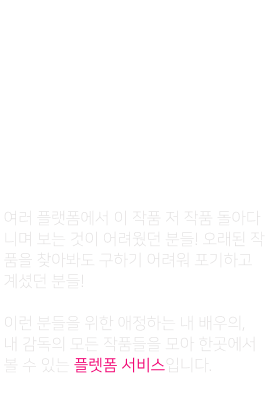 여러 플랫폼에서 이 작품 저 작품 돌아다
니며 보는 것이 어려웠던 분들! 오래된 작
품을 찾아봐도 구하기 어려워 포기하고
계셨던 분들!
이런 분들을 위한 애정하는 내 배우의,
내 감독의 모든 작품들을 모아 한곳에서
볼 수 있는 플렛폼 서비스입니다.